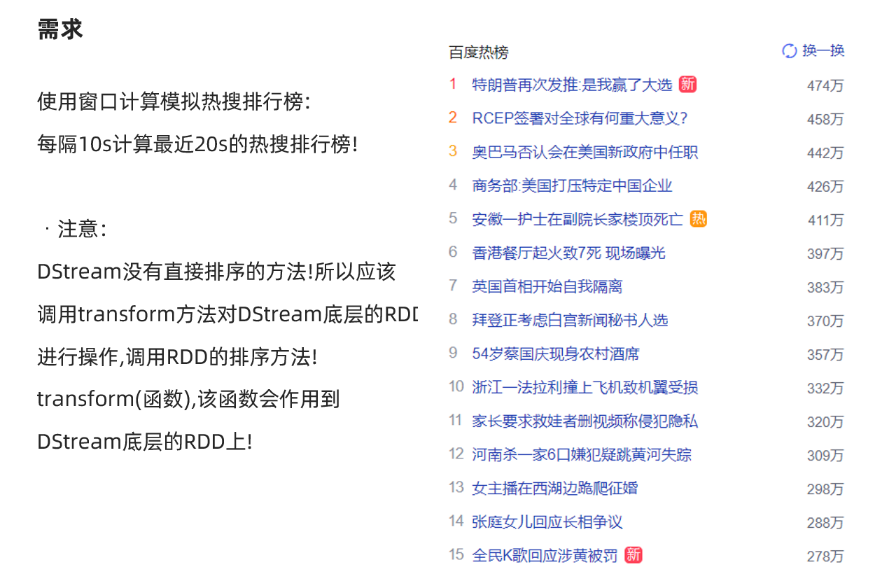 需求
使用窗口计算模拟热搜排行榜:
每隔10s计算最近20s的热搜排行榜!
·注意:
DStream没有直接排序的方法!所以应该
调用transform方法对DStream底层的RDD
进行操作,调用RDD的排序方法!
transform(函数),该函数会作用到
DStream底层的RDD上!
百度热榜 换一换
1 特朗普再次发推:是我赢了大选 新 474万
2 RCEP签署对全球有何重大意义? 458万
3 奥巴马否认会在美国新政府中任职 442万
4 商务部:美国打压特定中国企业 426万
5 安徽一护士在副院长家楼顶死亡 热 411万
6 香港餐厅起火致7死 现场曝光 397万
7 英国首相开始自我隔离 383万
8 拜登正考虑白宫新闻秘书人选 370万
9 54岁蔡国庆现身农村酒席 357万
10 浙江一法拉利撞上飞机致机翼受损 332万
11 家长要求救娃者删视频称侵犯隐私 320万
12 河南杀一家6口嫌犯疑跳黄河失踪 309万
13 女主播在西湖边跪爬征婚 298万
14 张庭女儿回应长相争议 288万
15 全民K歌回应涉黄被罚 新 278万